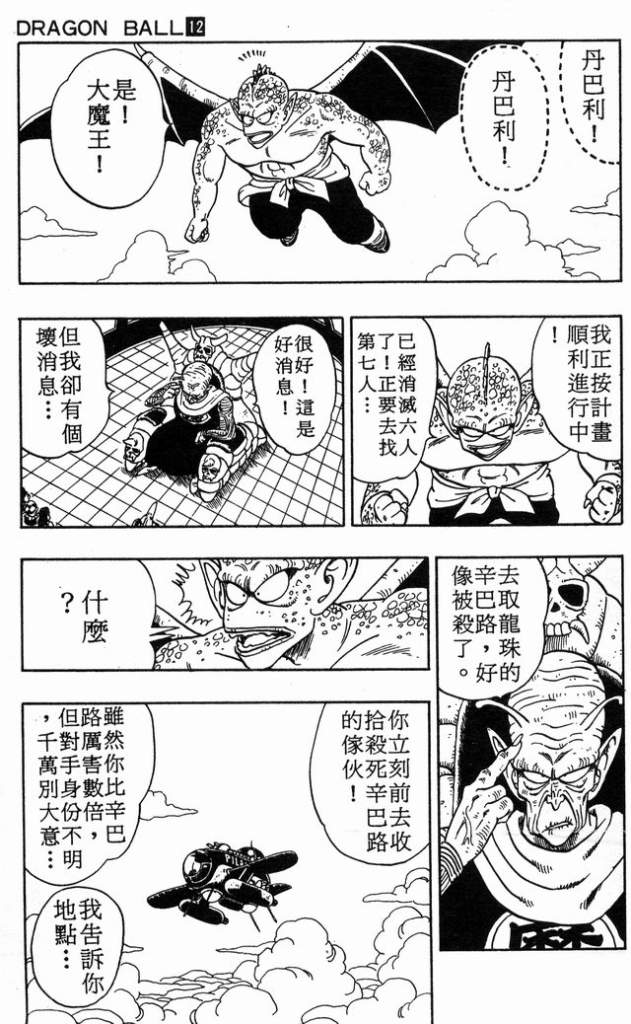 DRAGON BALL 12
丹巴利！
丹巴利！
是！
大魔王！
我正按計畫
順利進行中
！
已經消滅六人
了！正要去找
第七人…
很好！這是
好消息！
但我卻有個
壞消息…
去取龍珠的
辛巴路，好
像被殺了。
什麼
？
你立刻前去收
拾殺死辛巴路
的傢伙！
雖然你比辛巴
路厲害數倍，
但對手身份不明
，千萬別大意…
我告訴你
地點…
魔